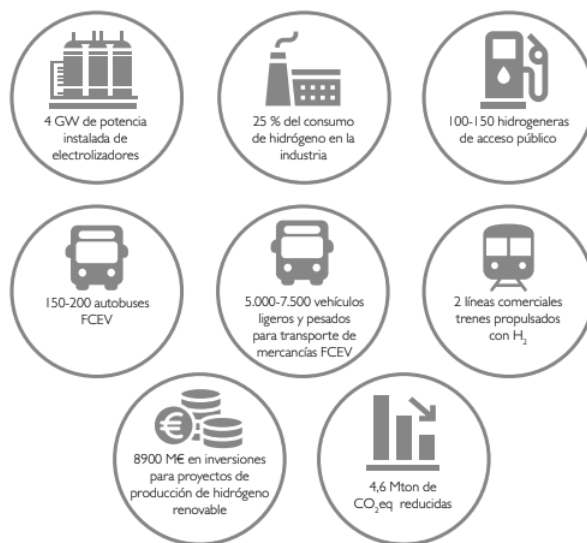 4 GW de potencia
instalada de
electrolizadores
25 % del consumo
de hidrógeno en la
industria
100-150 hidrogeneras
de acceso público
150-200 autobuses
FCEV
5.000-7.500 vehículos
ligeros y pesados
para transporte de
mercancías FCEV
2 líneas comerciales
trenes propulsados
con H₂
€
8900 M€ en inversiones
para proyectos de
producción de hidrógeno
renovable
4,6 Mton de
CO₂eq reducidas